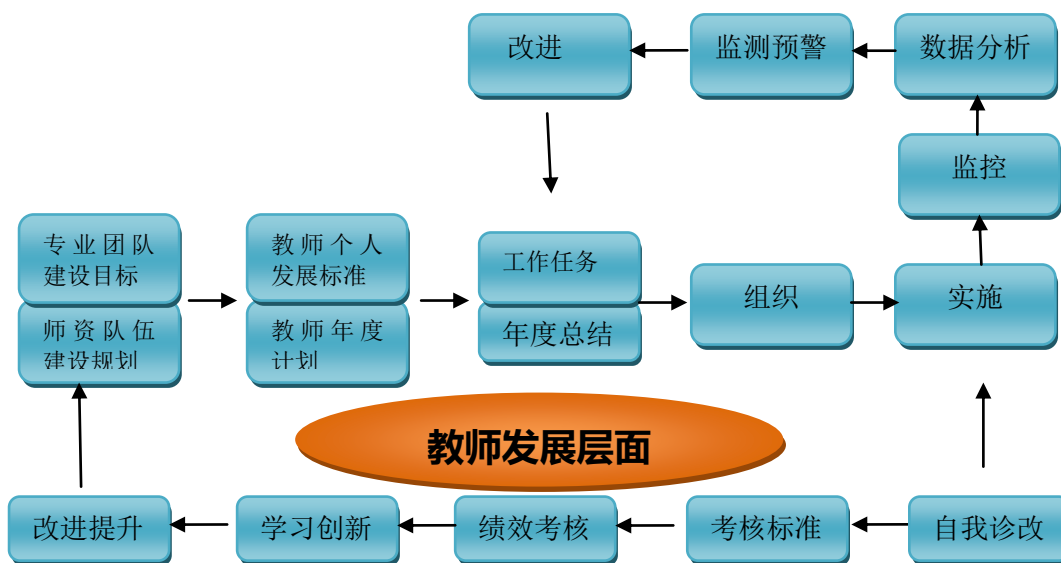 改进
监测预警
数据分析
监控
专业团队
建设目标
师资队伍
建设规划
教师个人
发展标准
教师年度
计划
工作任务
年度总结
组织
实施
教师发展层面
改进提升
学习创新
绩效考核
考核标准
自我诊改